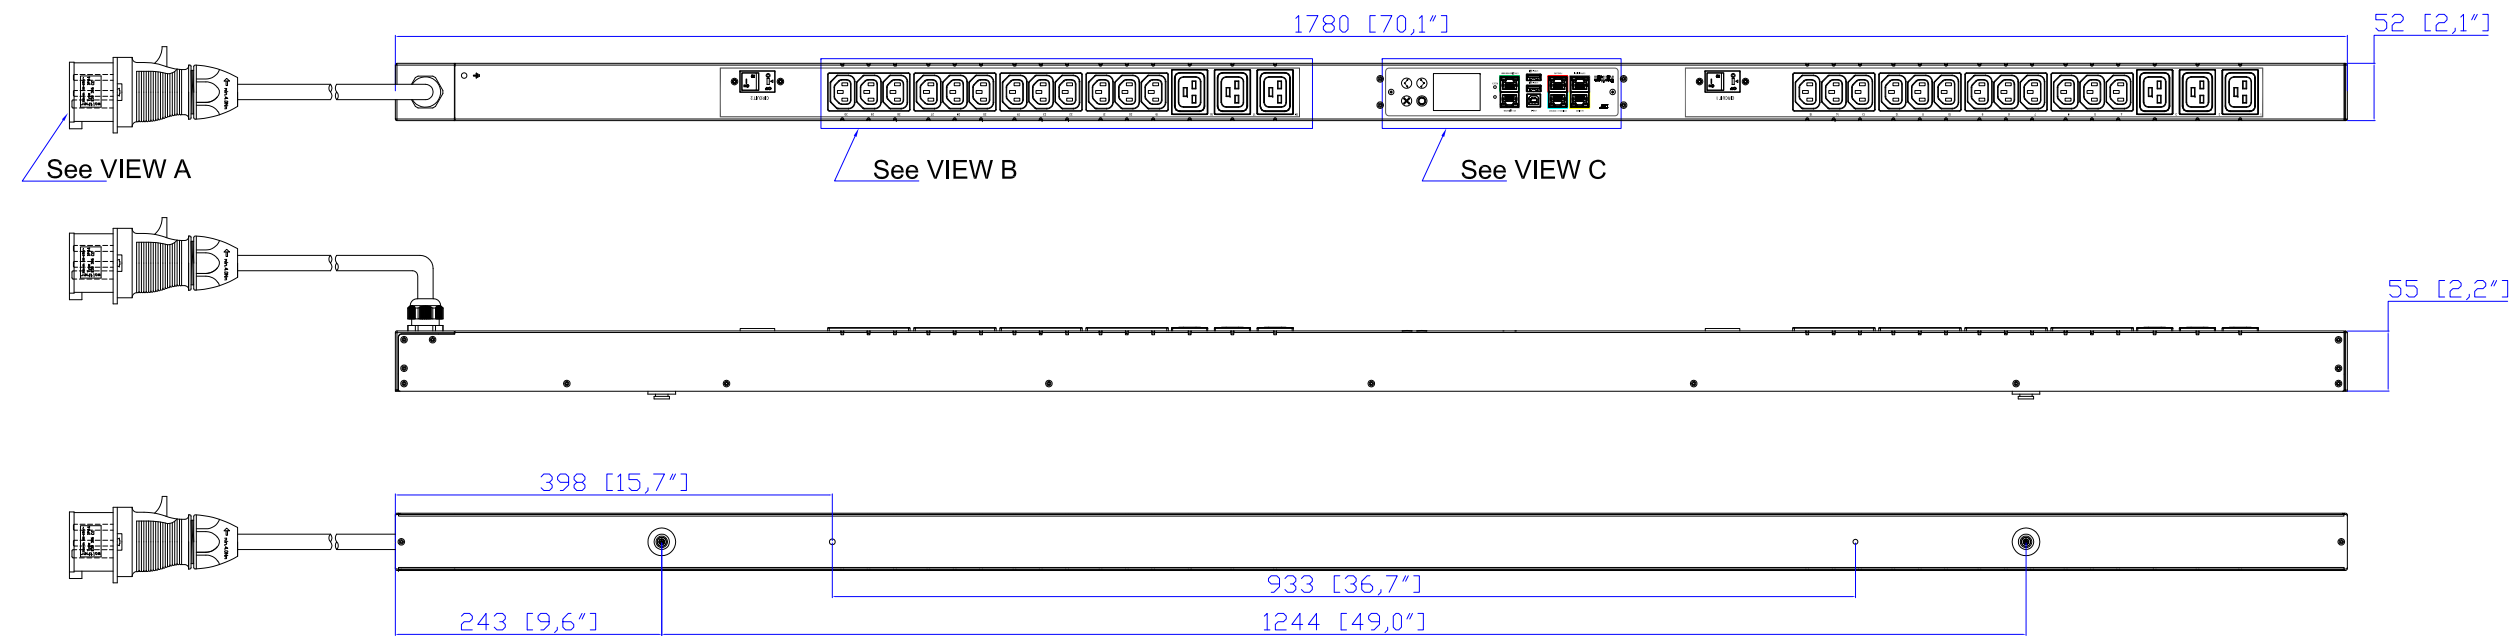 1780 [70,1"]
52 [2,1"]
See VIEW A
See VIEW B
See VIEW C
55 [2,2"]
398 [15,7"]
933 [36,7"]
243 [9,6"]
1244 [49,0"]